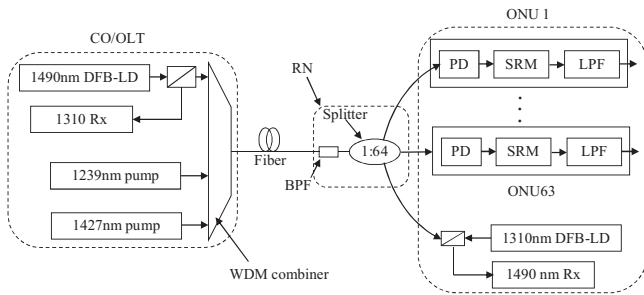 CO/OLT
1490nm DFB-LD
1310 Rx
1239nm pump
1427nm pump
WDM combiner
Fiber
RN
Splitter
1:64
BPF
ONU 1
PD
SRM
LPF
PD
SRM
LPF
ONU63
1310nm DFB-LD
1490 nm Rx